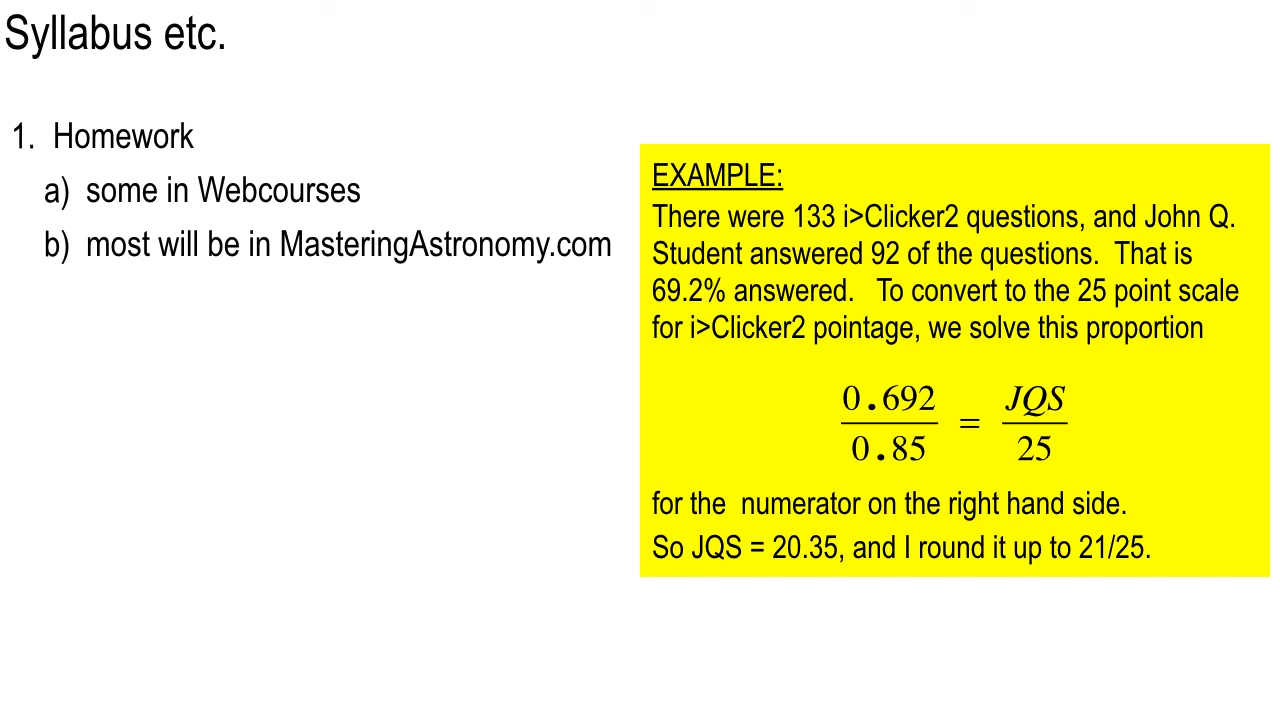 Syllabus etc.
1. Homework
a) some in Webcourses
b) most will be in MasteringAstronomy.com
EXAMPLE:
There were 133 i>Clicker2 questions, and John Q.
Student answered 92 of the questions. That is
69.2% answered. To convert to the 25 point scale
for i>Clicker2 pointage, we solve this proportion
0.692 / 0.85 = JQS / 25
for the numerator on the right hand side.
So JQS = 20.35, and I round it up to 21/25.